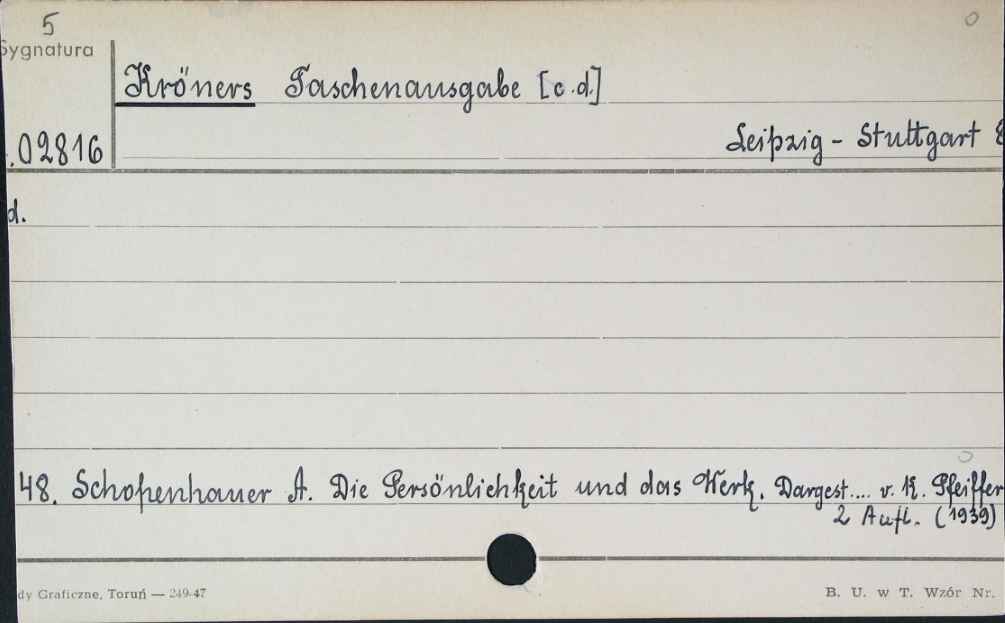 5
Sygnatura
Kröners Taschenausgabe [c.d.]
.02816
Leipzig - Stuttgart
d.
48. Schopenhauer A. Die Persönlichkeit und das Werk. Dargest.... v. K. Pfeiffer
2 Aufl. (1939)
dy Graficzne, Toruń — 249-47
B. U. w T. Wzór Nr.